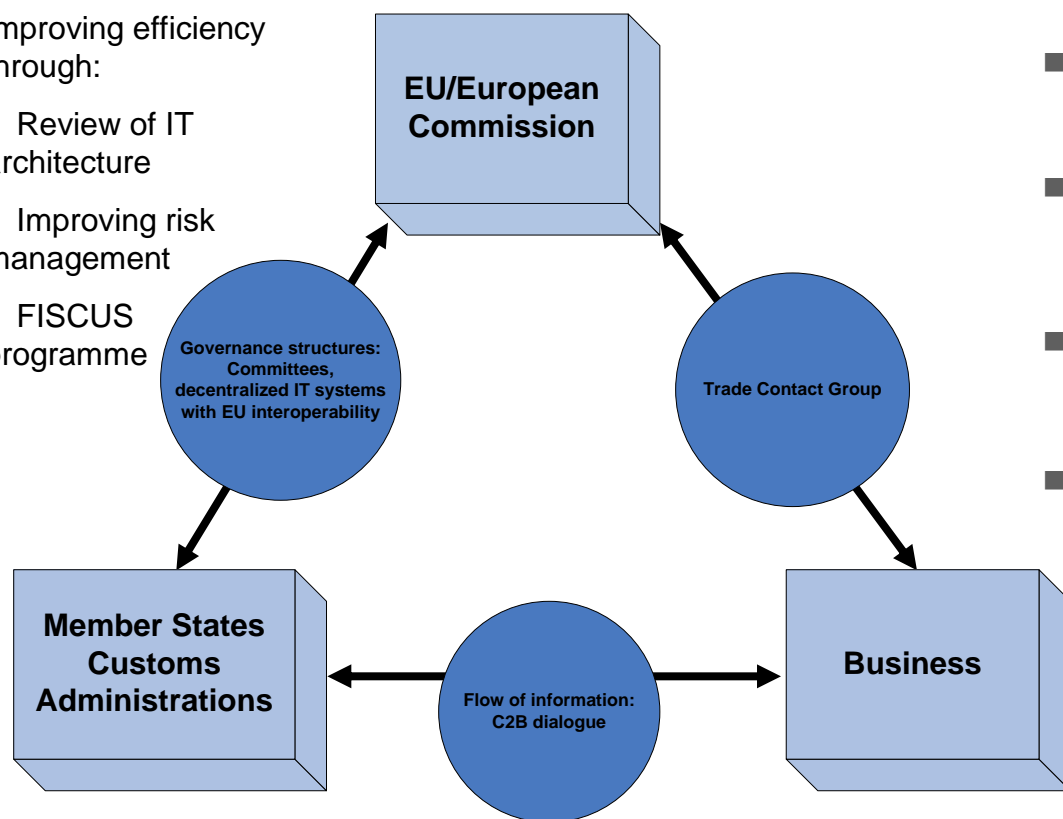 mproving efficiency
hrough:
Review of IT
rchitecture
Improving risk
management
FISCUS
programme
EU/European
Commission
Governance structures:
Committees,
decentralized IT systems
with EU interoperability
Trade Contact Group
Member States
Customs
Administrations
Flow of information:
C2B dialogue
Business